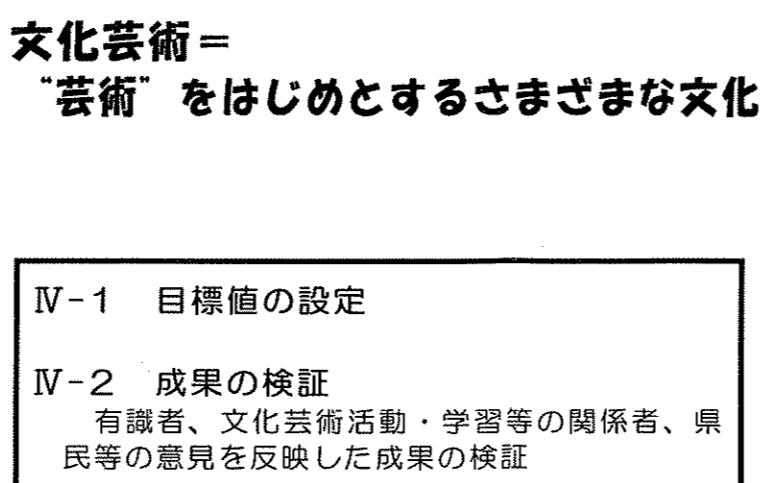 文化芸術＝
“芸術”をはじめとするさまざまな文化
Ⅳ-1　目標値の設定
Ⅳ-2　成果の検証
有識者、文化芸術活動・学習等の関係者、県
民等の意見を反映した成果の検証